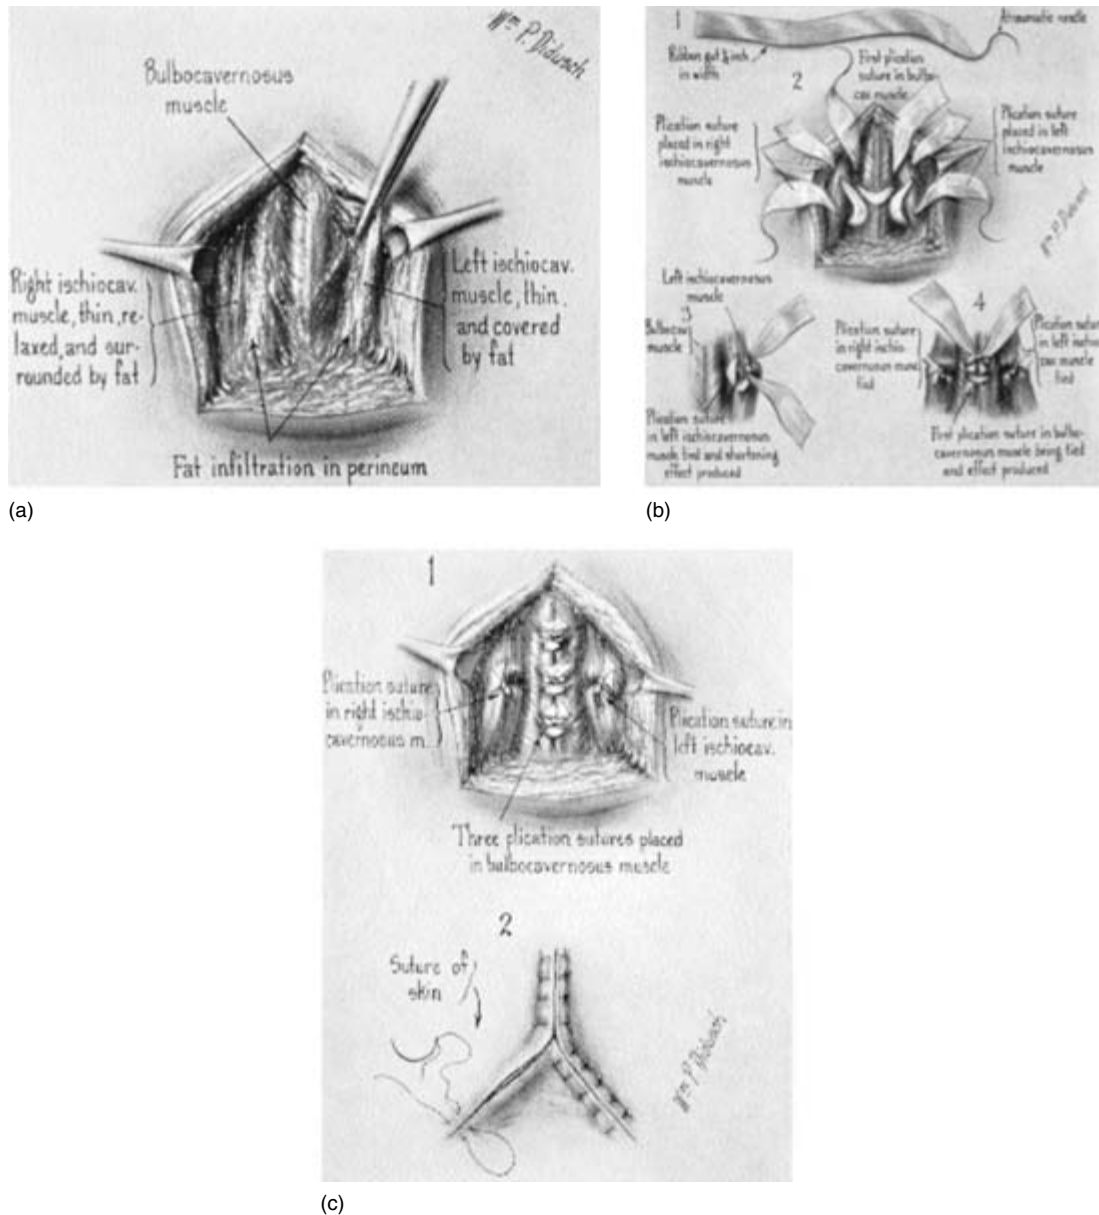 Wm P. Didusch
Bulbocavernosus
muscle
Right ischiocav.
muscle, thin, re-
laxed, and sur-
rounded by fat
Left ischiocav.
muscle, thin,
and covered
by fat
Fat infiltration in perineum
(a)
1
Atraumatic needle
Ribbon gut
in width
2
First plication
suture in bulbo-
cav muscle
Plication suture
placed in right
ischiocavernosus
muscle
Plication suture
placed in left
ischiocavernosus
muscle
Wm P. Didusch
Left ischiocavernosus
muscle
3
Bulbocav
muscle
Plication suture
in left ischiocavernosus
muscle tied and shortening
effect produced
4
Plication suture
in right ischio
cavernosus
tied
Plication suture
in left ischio
cav muscle
tied
First plication suture in bulbo-
cavernosus muscle being tied
and effect produced
(b)
1
Plication suture
in right ischio-
cavernosus m.
Plication suture in
left ischiocav.
muscle
Three plication sutures placed
in bulbocavernosus muscle
2
Suture of
skin
Wm P. Didusch
(c)